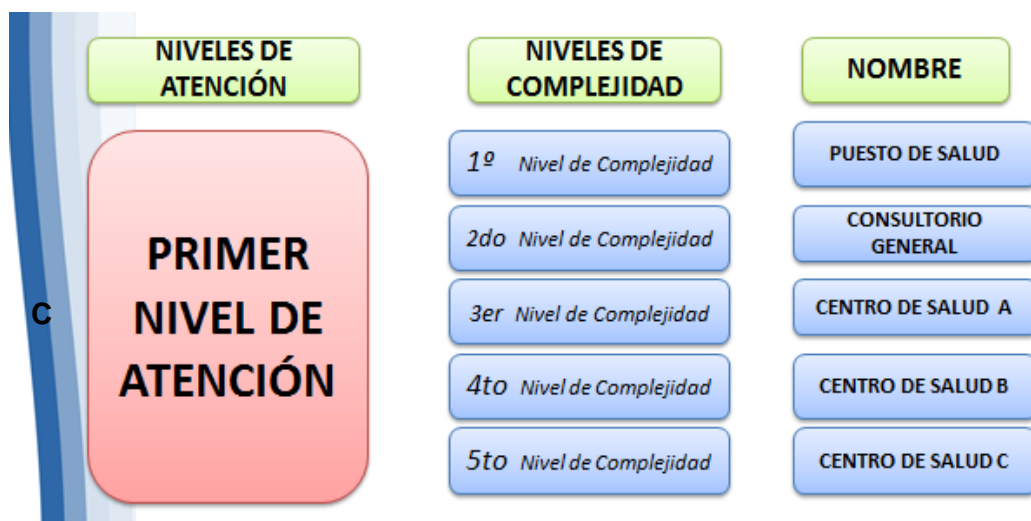 NIVELES DE
ATENCIÓN
NIVELES DE
COMPLEJIDAD
NOMBRE
PRIMER
NIVEL DE
ATENCIÓN
C
1º Nivel de Complejidad
PUESTO DE SALUD
2do Nivel de Complejidad
CONSULTORIO
GENERAL
3er Nivel de Complejidad
CENTRO DE SALUD A
4to Nivel de Complejidad
CENTRO DE SALUD B
5to Nivel de Complejidad
CENTRO DE SALUD C